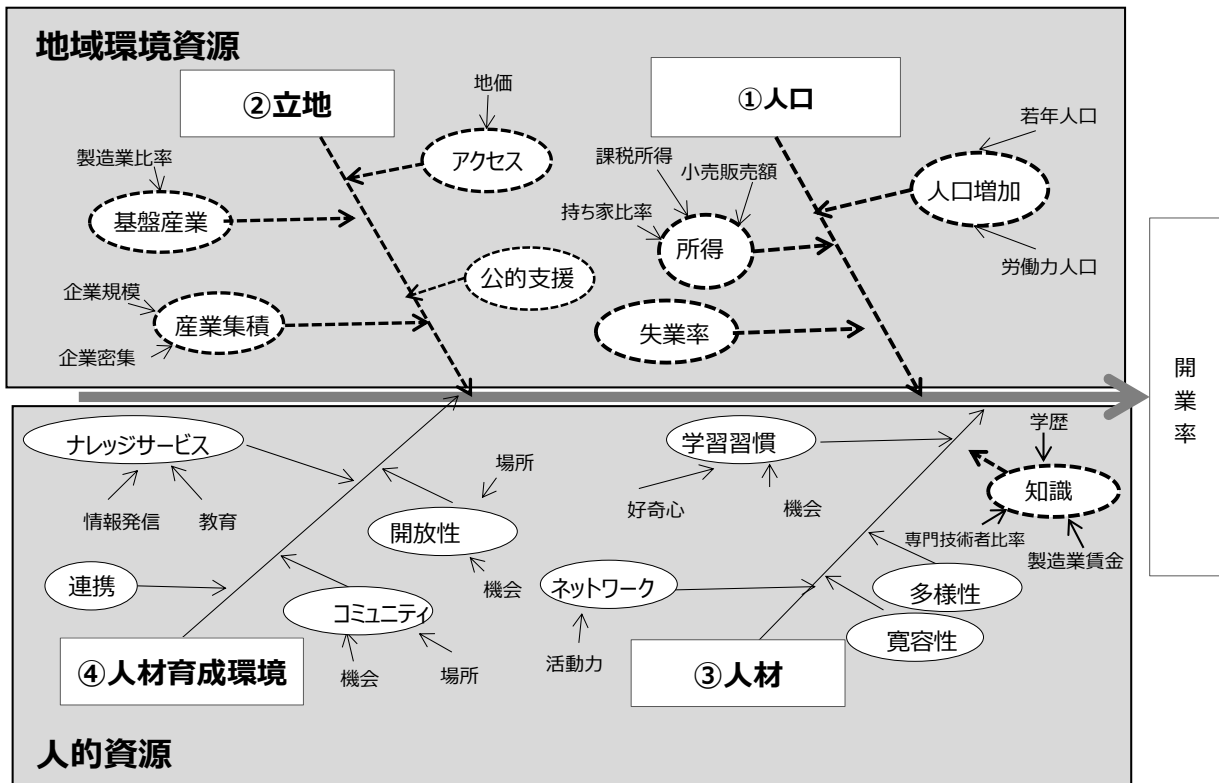 地域環境資源
②立地
①人口
地価
アクセス
製造業比率
基盤産業
公的支援
企業規模
産業集積
企業密集
若年人口
課税所得
小売販売額
人口増加
持ち家比率
所得
労働力人口
失業率
開業率
ナレッジサービス
情報発信
教育
場所
開放性
機会
連携
コミュニティ
機会
場所
④人材育成環境
学習習慣
好奇心
機会
学歴
知識
専門技術者比率
製造業賃金
ネットワーク
活動力
多様性
寛容性
③人材
人的資源